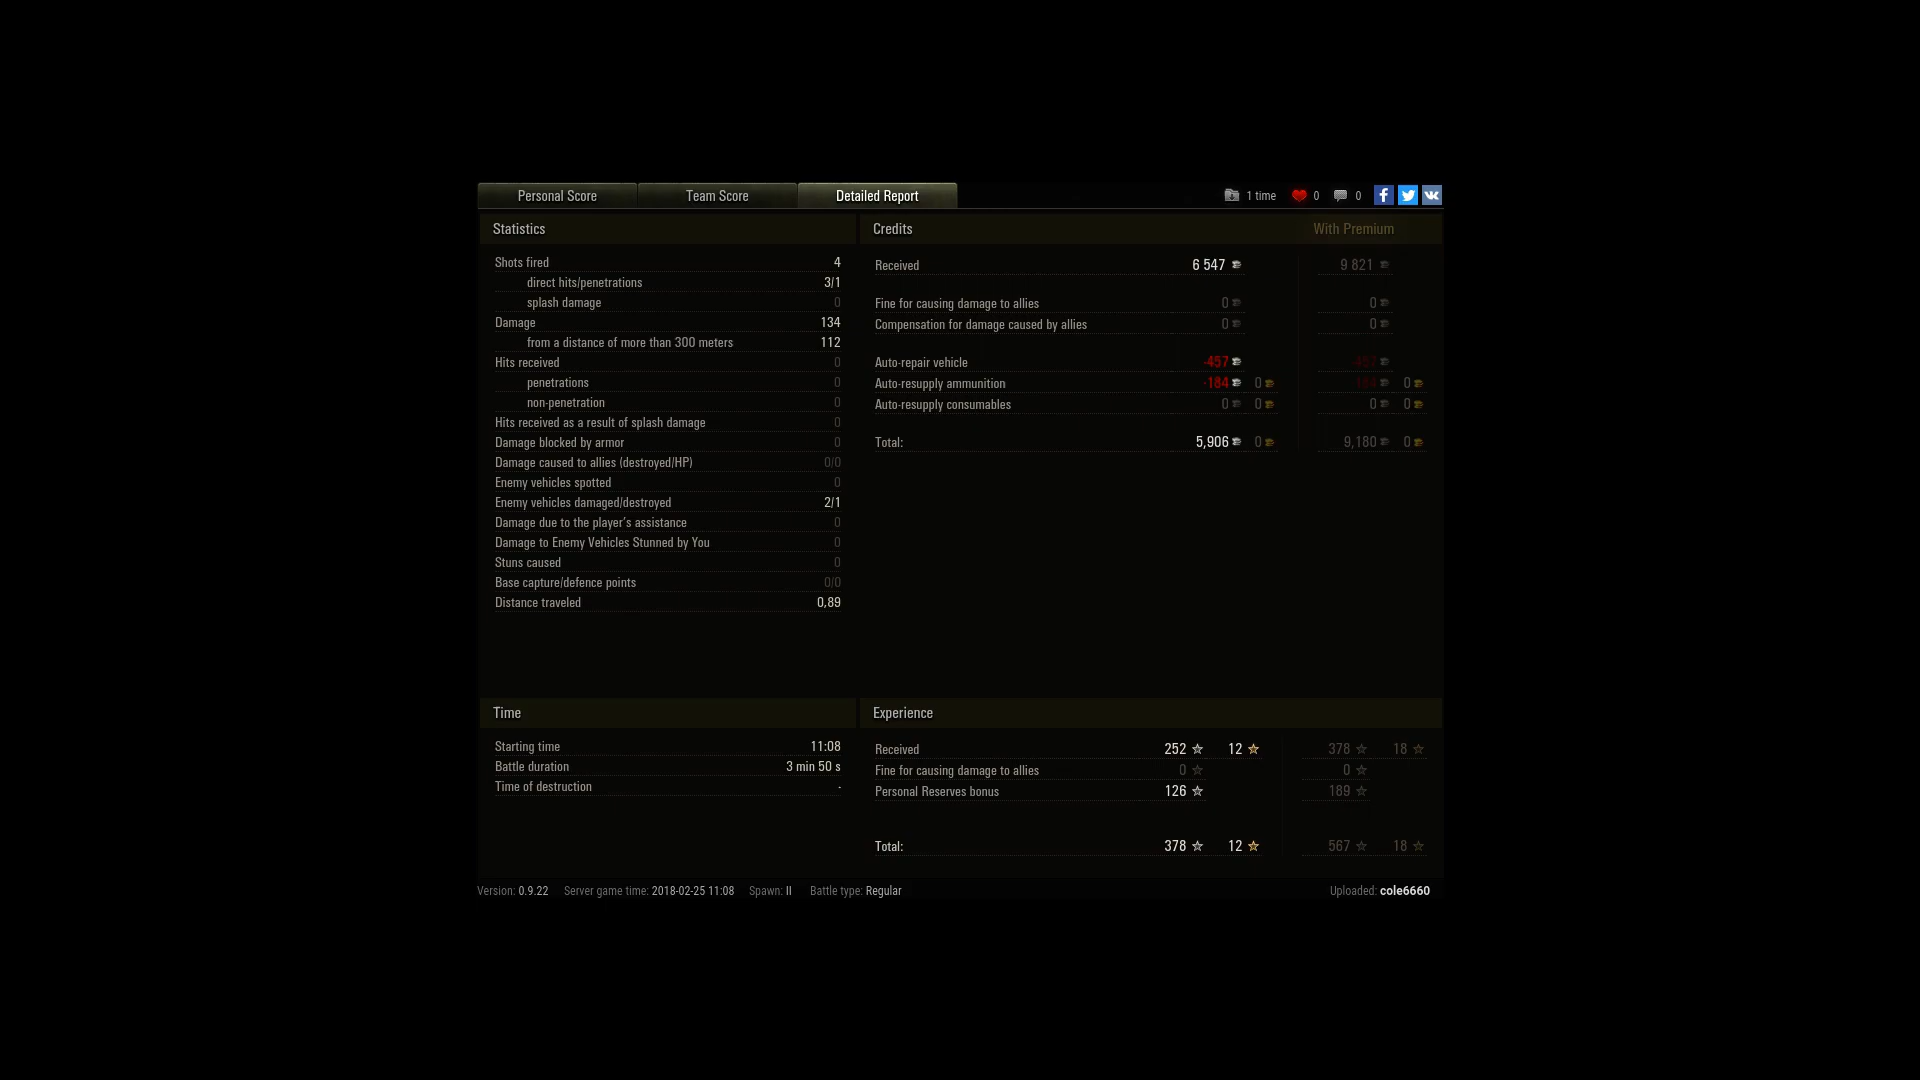 Personal Score Team Score Detailed Report 1 time 0 0
Statistics
Shots fired 4
direct hits/penetrations 3/1
splash damage 0
Damage 134
from a distance of more than 300 meters 112
Hits received 0
penetrations 0
non-penetration 0
Hits received as a result of splash damage 0
Damage blocked by armor 0
Damage caused to allies (destroyed/HP) 0/0
Enemy vehicles spotted 0
Enemy vehicles damaged/destroyed 2/1
Damage due to the player's assistance 0
Damage to Enemy Vehicles Stunned by You 0
Stuns caused 0
Base capture/defence points 0/0
Distance traveled 0,89
Credits With Premium
Received 6 547 9 821
Fine for causing damage to allies 0 0
Compensation for damage caused by allies 0 0
Auto-repair vehicle -457 -457
Auto-resupply ammunition -184 0 -184 0
Auto-resupply consumables 0 0 0 0
Total: 5,906 0 9,180 0
Time
Starting time 11:08
Battle duration 3 min 50 s
Time of destruction -
Experience
Received 252 12 378 18
Fine for causing damage to allies 0 0
Personal Reserves bonus 126 189
Total: 378 12 567 18
Version: 0.9.22 Server game time: 2018-02-25 11:08 Spawn: II Battle type: Regular Uploaded: cole6660